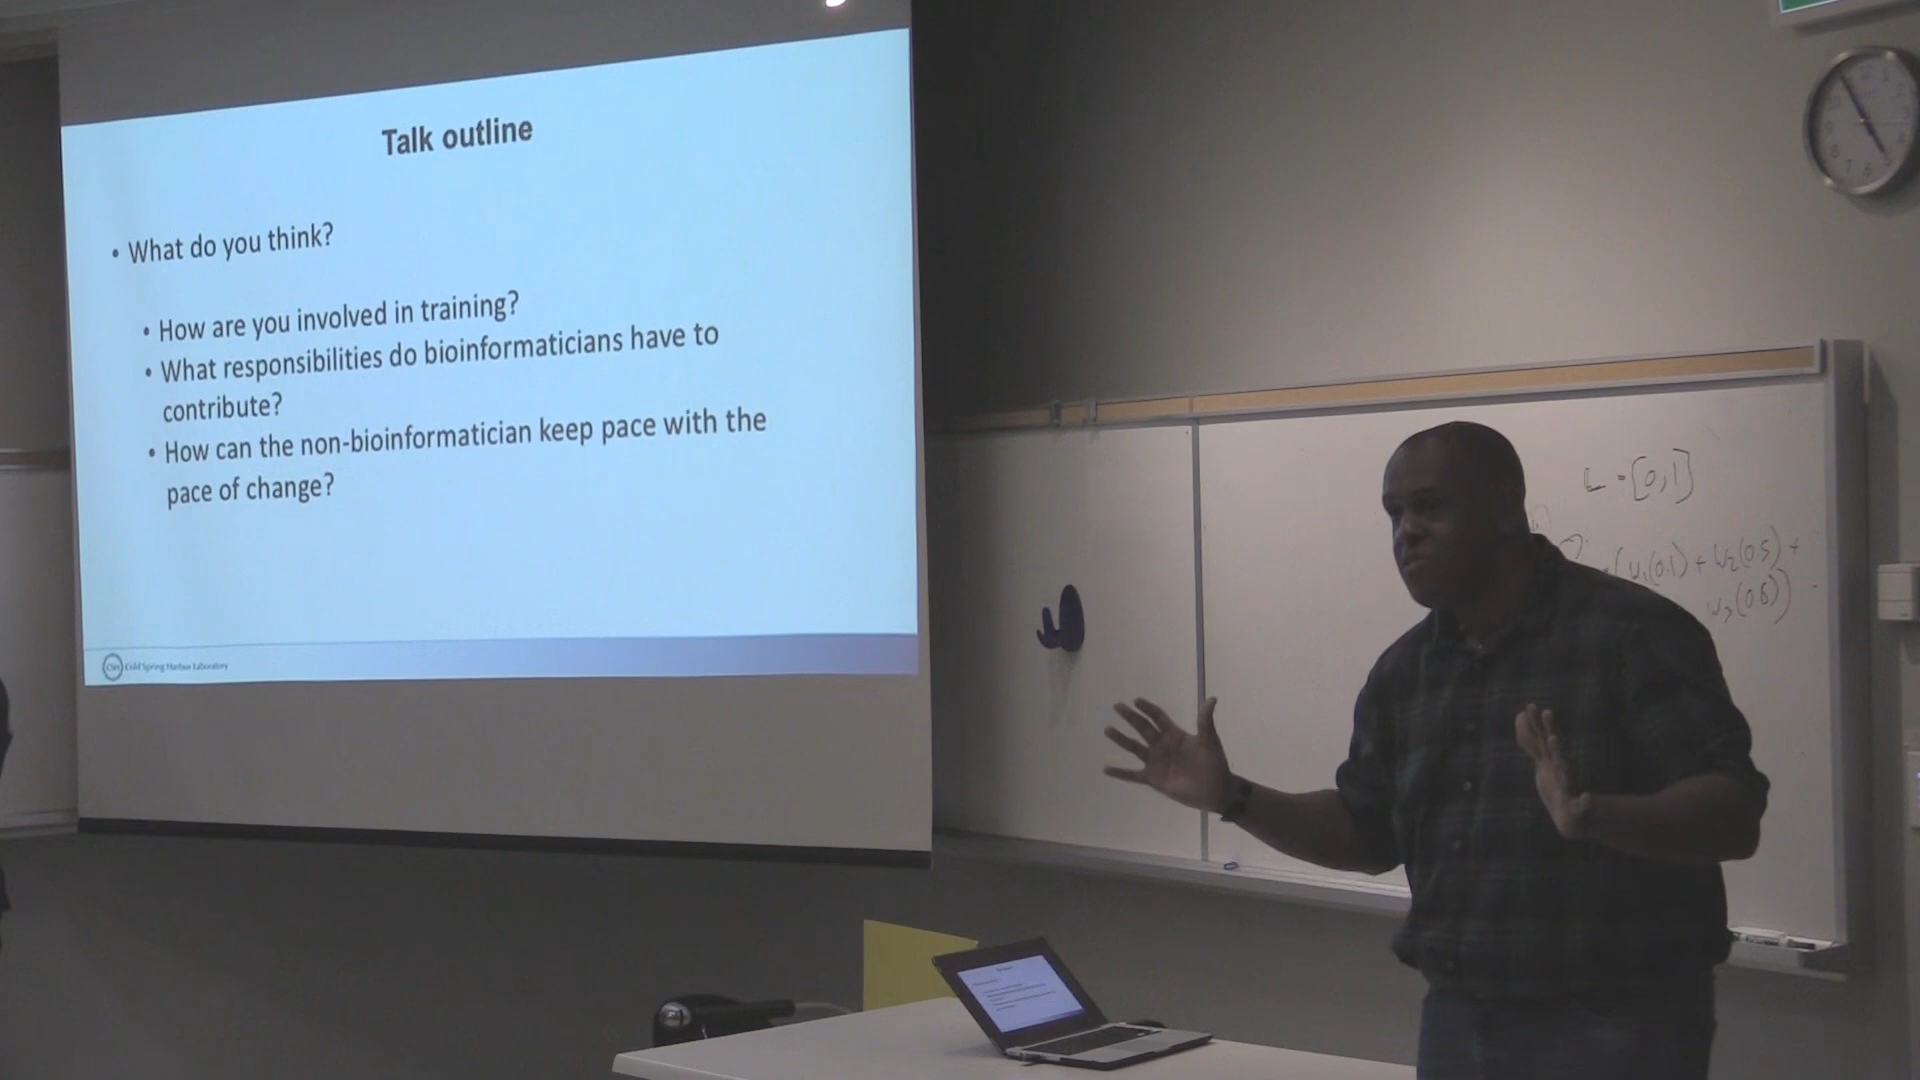 Talk outline
• What do you think?
• How are you involved in training?
• What responsibilities do bioinformaticians have to
contribute?
• How can the non-bioinformatician keep pace with the
pace of change?
CSH Cold Spring Harbor Laboratory
L = [0,1]
(w₁(0.1) + w₂(0.5) +
w₃(0.6))